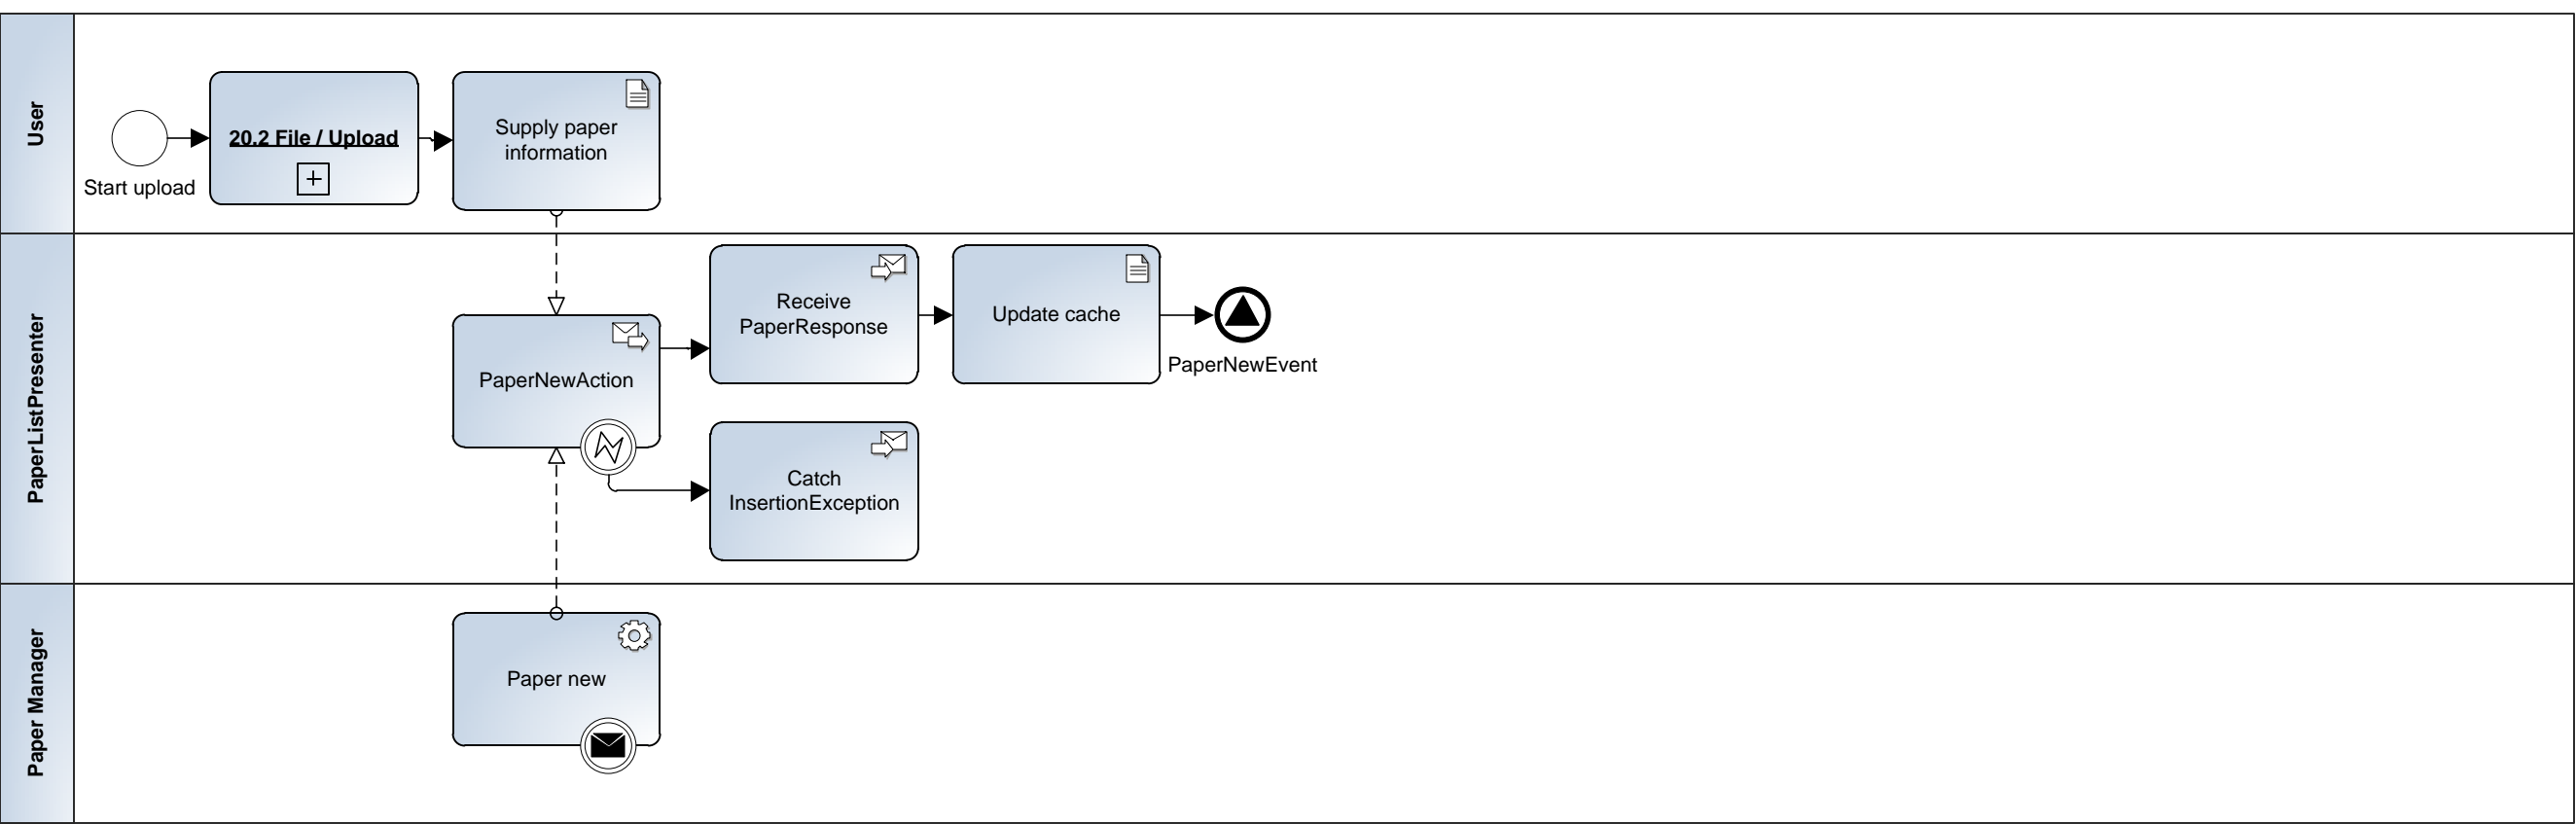 User
20.2 File / Upload
Supply paper
information
Start upload
PaperListPresenter
Receive
PaperResponse
Update cache
PaperNewAction
PaperNewEvent
Catch
InsertionException
Paper Manager
Paper new